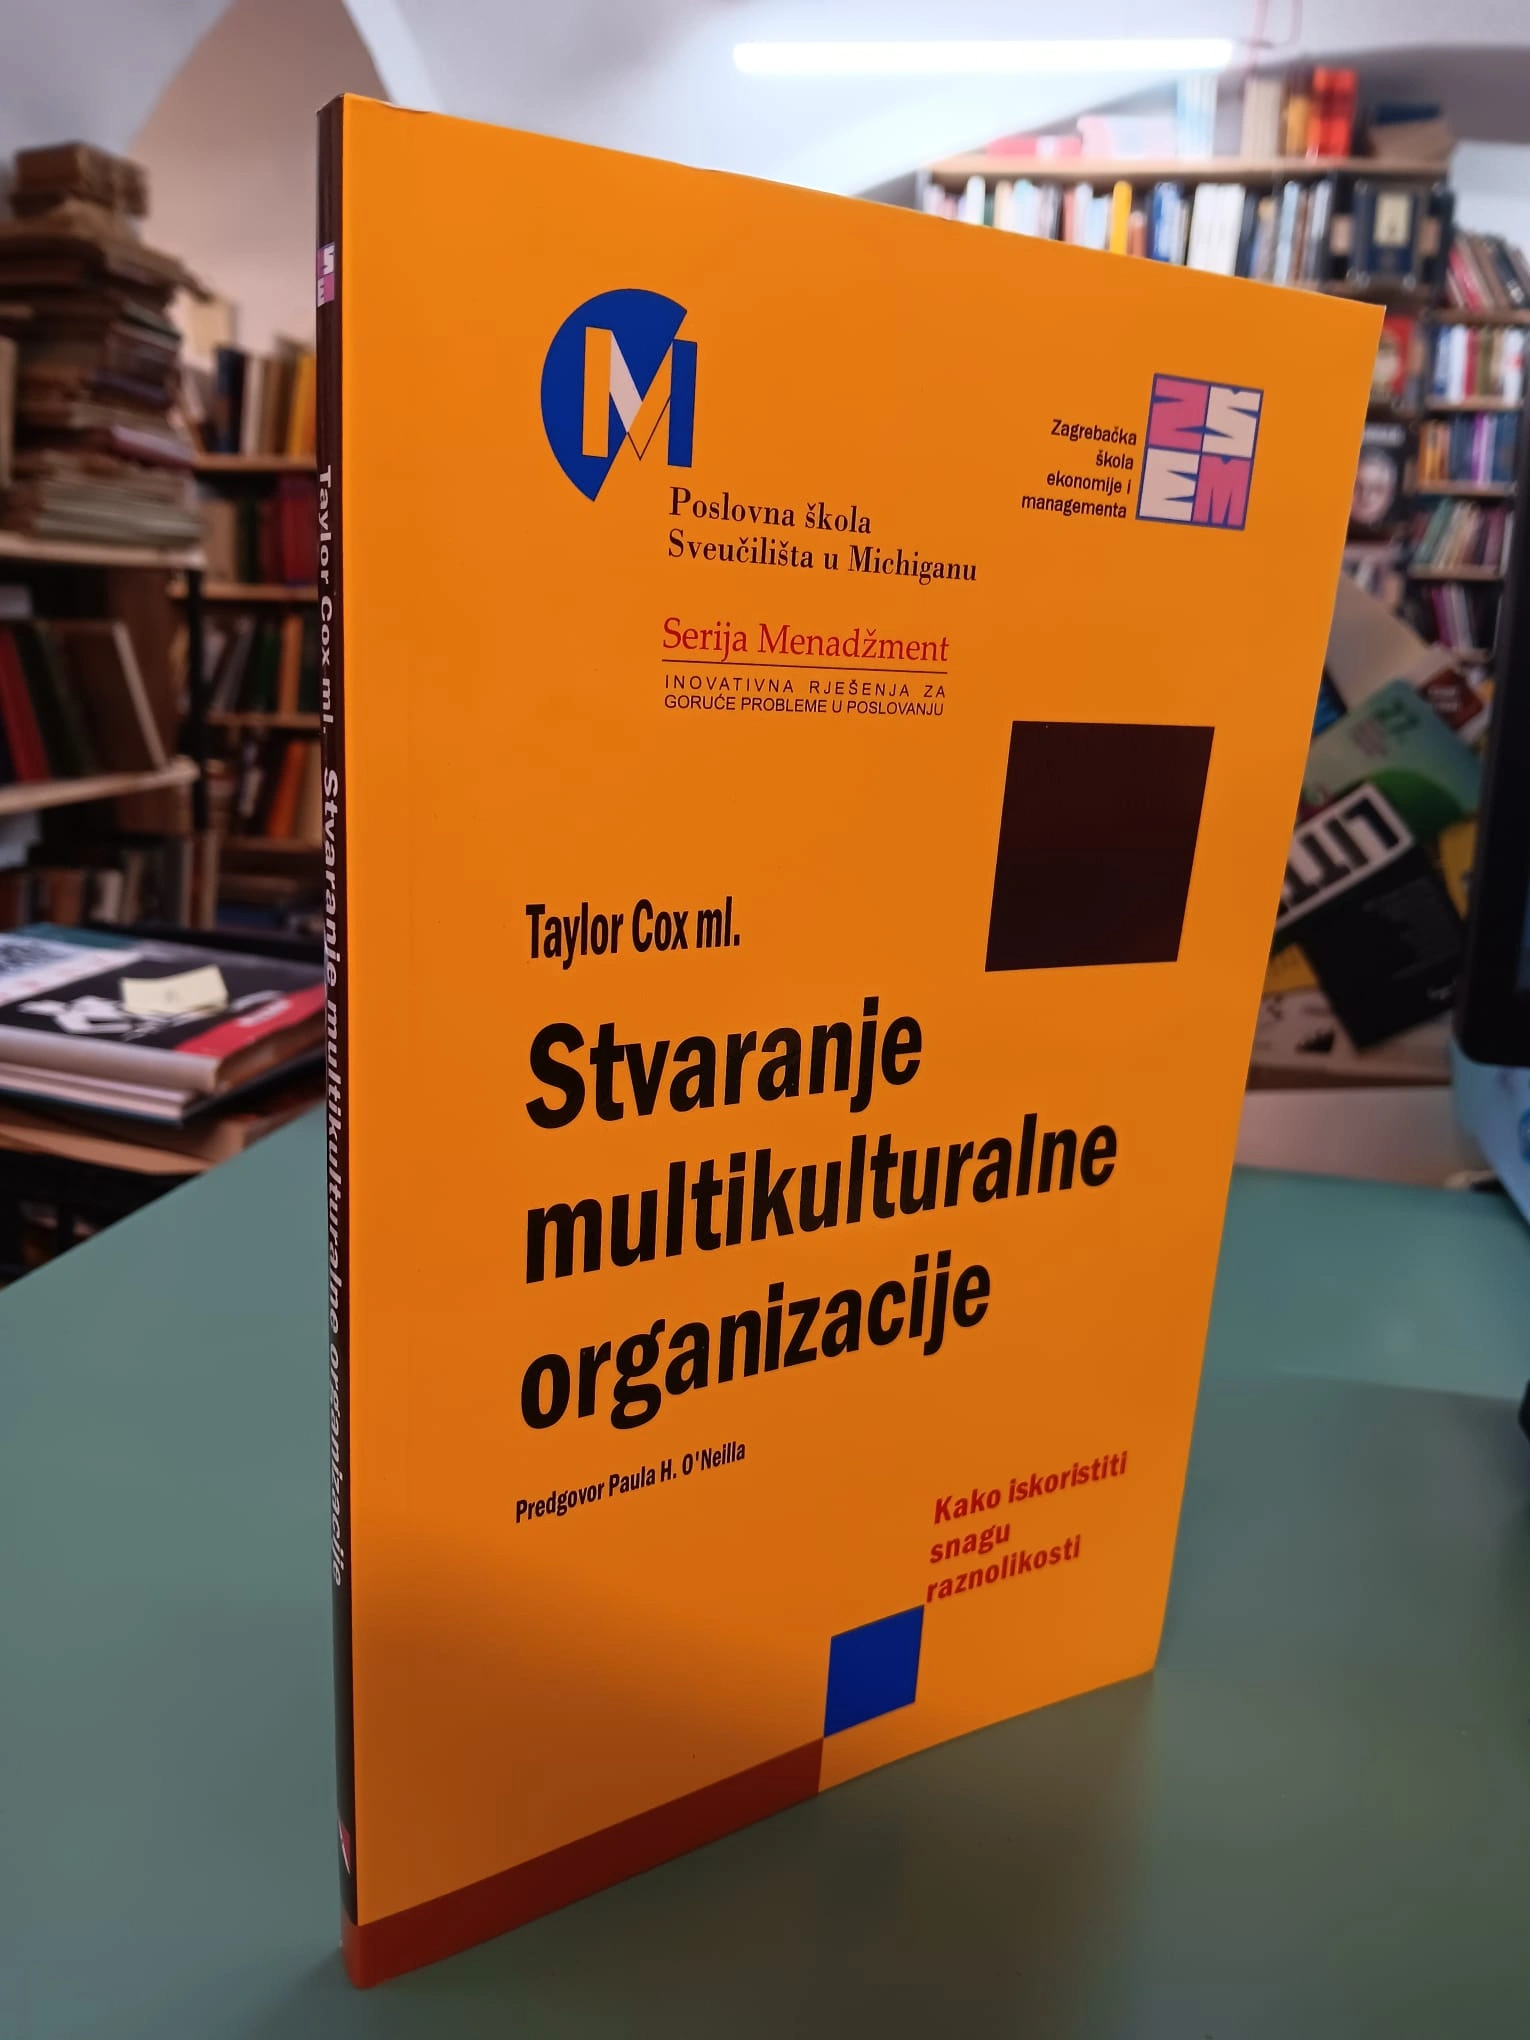 Poslovna škola
Sveučilišta u Michiganu
Zagrebačka
škola
ekonomije i
managementa
Serija Menadžment
INOVATIVNA RJEŠENJA ZA
GORUĆE PROBLEME U POSLOVANJU
Taylor Cox ml.
Stvaranje
multikulturalne
organizacije
Predgovor Paula H. O'Neilla
Kako iskoristiti
snagu
raznolikosti
Taylor Cox ml. Stvaranje multikulturalne organizacije